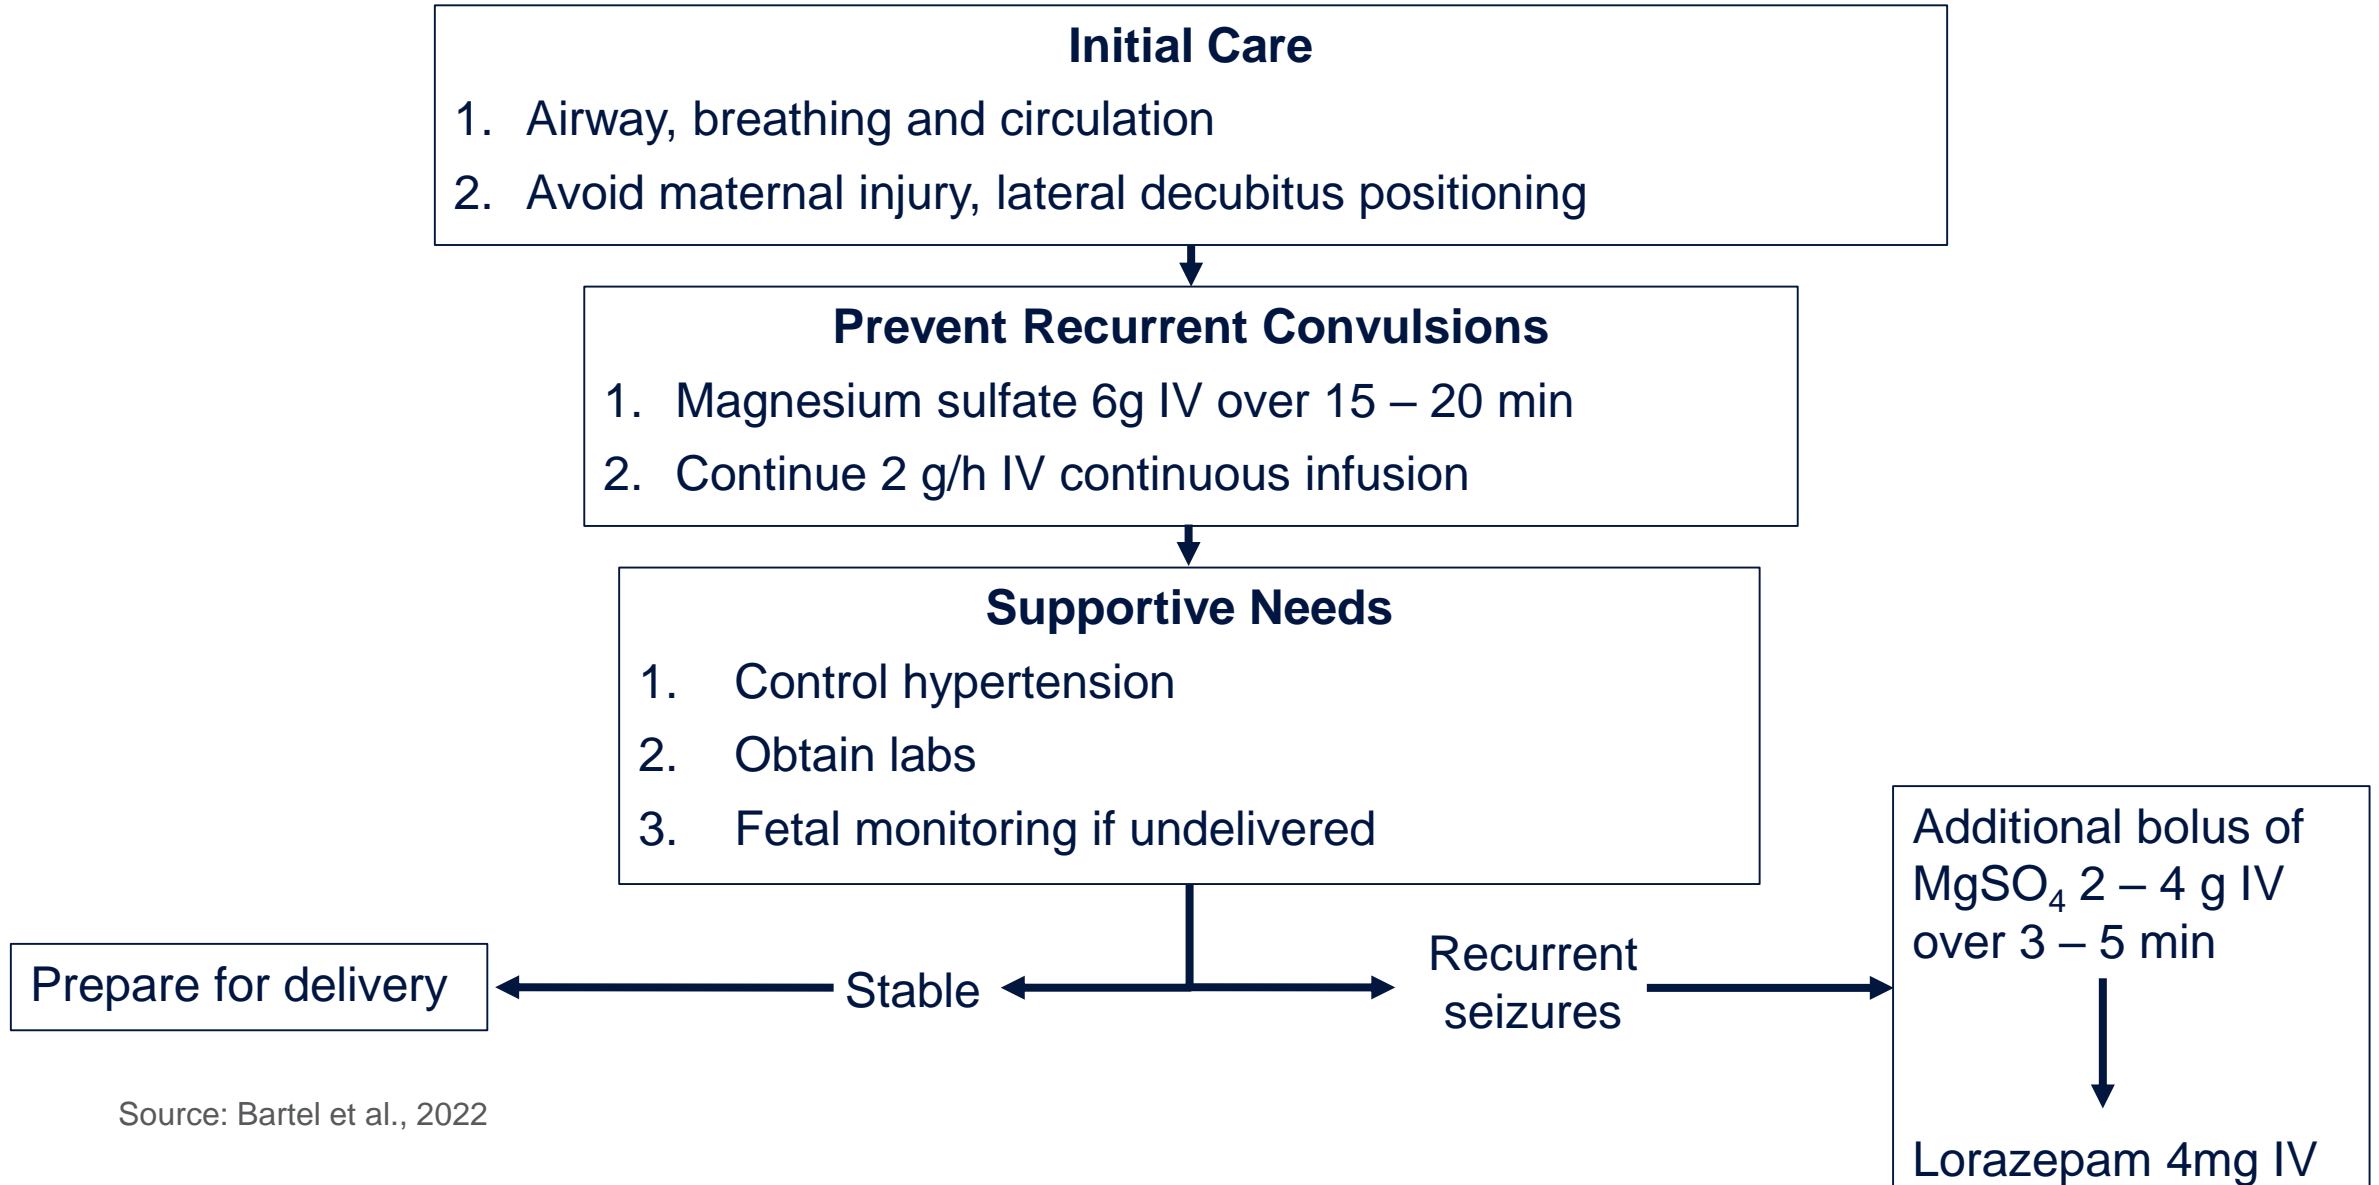 Initial Care
1. Airway, breathing and circulation
2. Avoid maternal injury, lateral decubitus positioning
Prevent Recurrent Convulsions
1. Magnesium sulfate 6g IV over 15 – 20 min
2. Continue 2 g/h IV continuous infusion
Supportive Needs
1. Control hypertension
2. Obtain labs
3. Fetal monitoring if undelivered
Prepare for delivery
Stable
Recurrent
seizures
Additional bolus of
MgSO₄ 2 – 4 g IV
over 3 – 5 min
Lorazepam 4mg IV
Source: Bartel et al., 2022